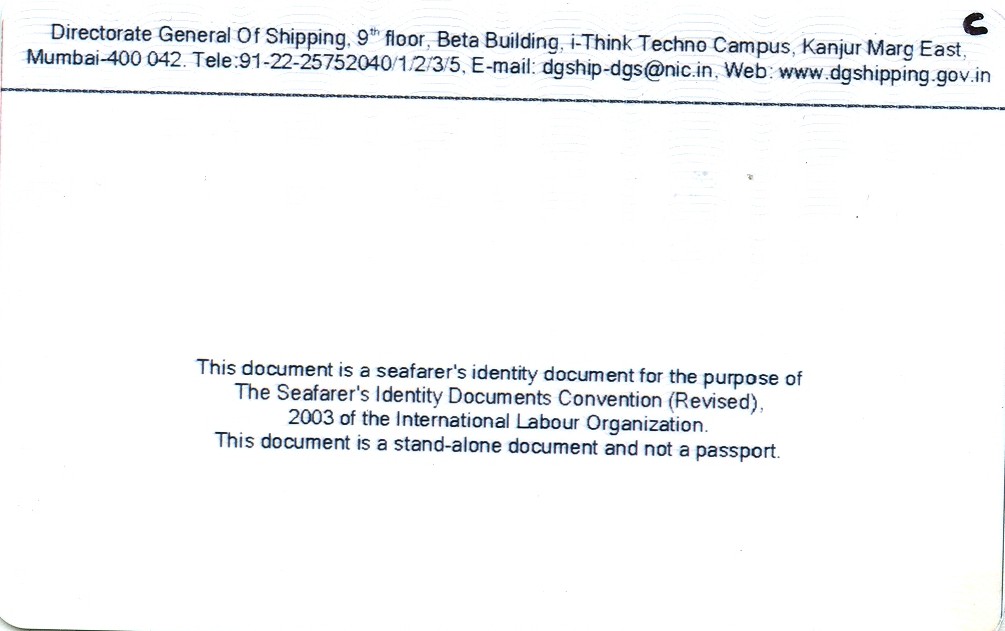 Directorate General Of Shipping, 9th floor, Beta Building, i-Think Techno Campus, Kanjur Marg East,
Mumbai-400 042. Tele:91-22-25752040/1/2/3/5, E-mail: dgship-dgs@nic.in, Web: www.dgshipping.gov.in
This document is a seafarer's identity document for the purpose of
The Seafarer's Identity Documents Convention (Revised),
2003 of the International Labour Organization.
This document is a stand-alone document and not a passport.